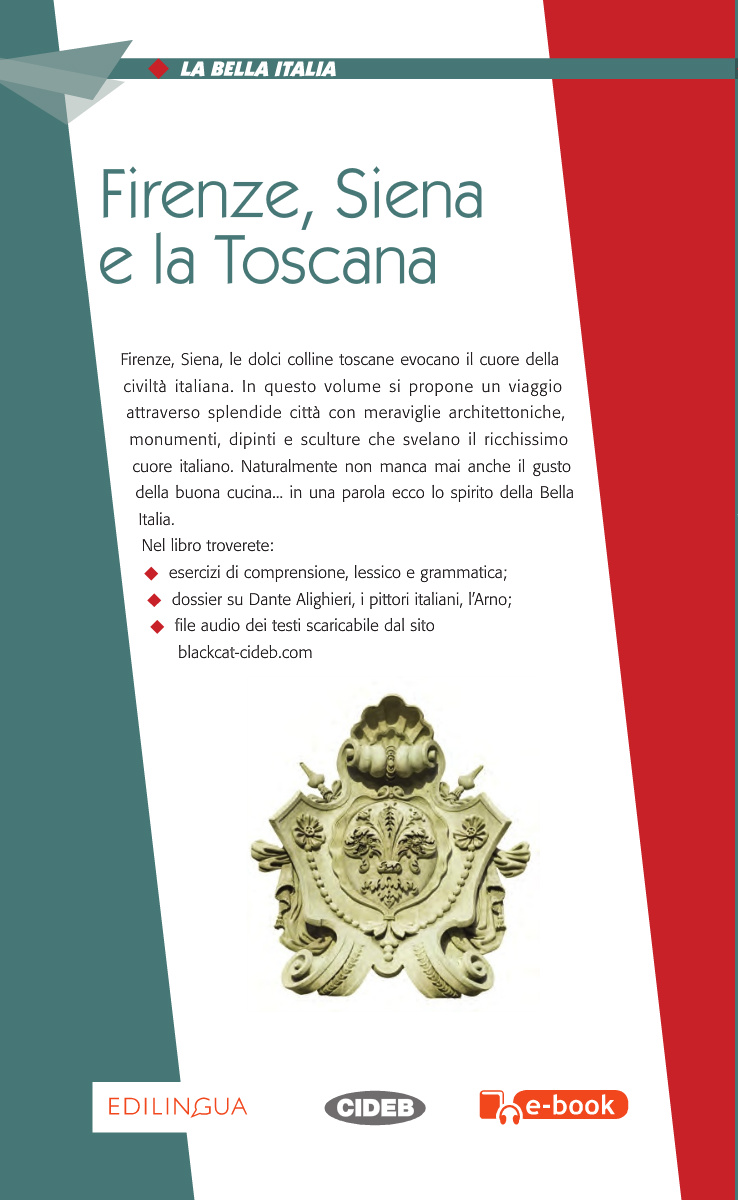 LA BELLA ITALIA
Firenze, Siena
e la Toscana
Firenze, Siena, le dolci colline toscane evocano il cuore della
civiltà italiana. In questo volume si propone un viaggio
attraverso splendide città con meraviglie architettoniche,
monumenti, dipinti e sculture che svelano il ricchissimo
cuore italiano. Naturalmente non manca mai anche il gusto
della buona cucina... in una parola ecco lo spirito della Bella
Italia.
Nel libro troverete:
esercizi di comprensione, lessico e grammatica;
dossier su Dante Alighieri, i pittori italiani, l'Arno;
file audio dei testi scaricabile dal sito
blackcat-cideb.com
EDILINGUA
CIDEB
e-book